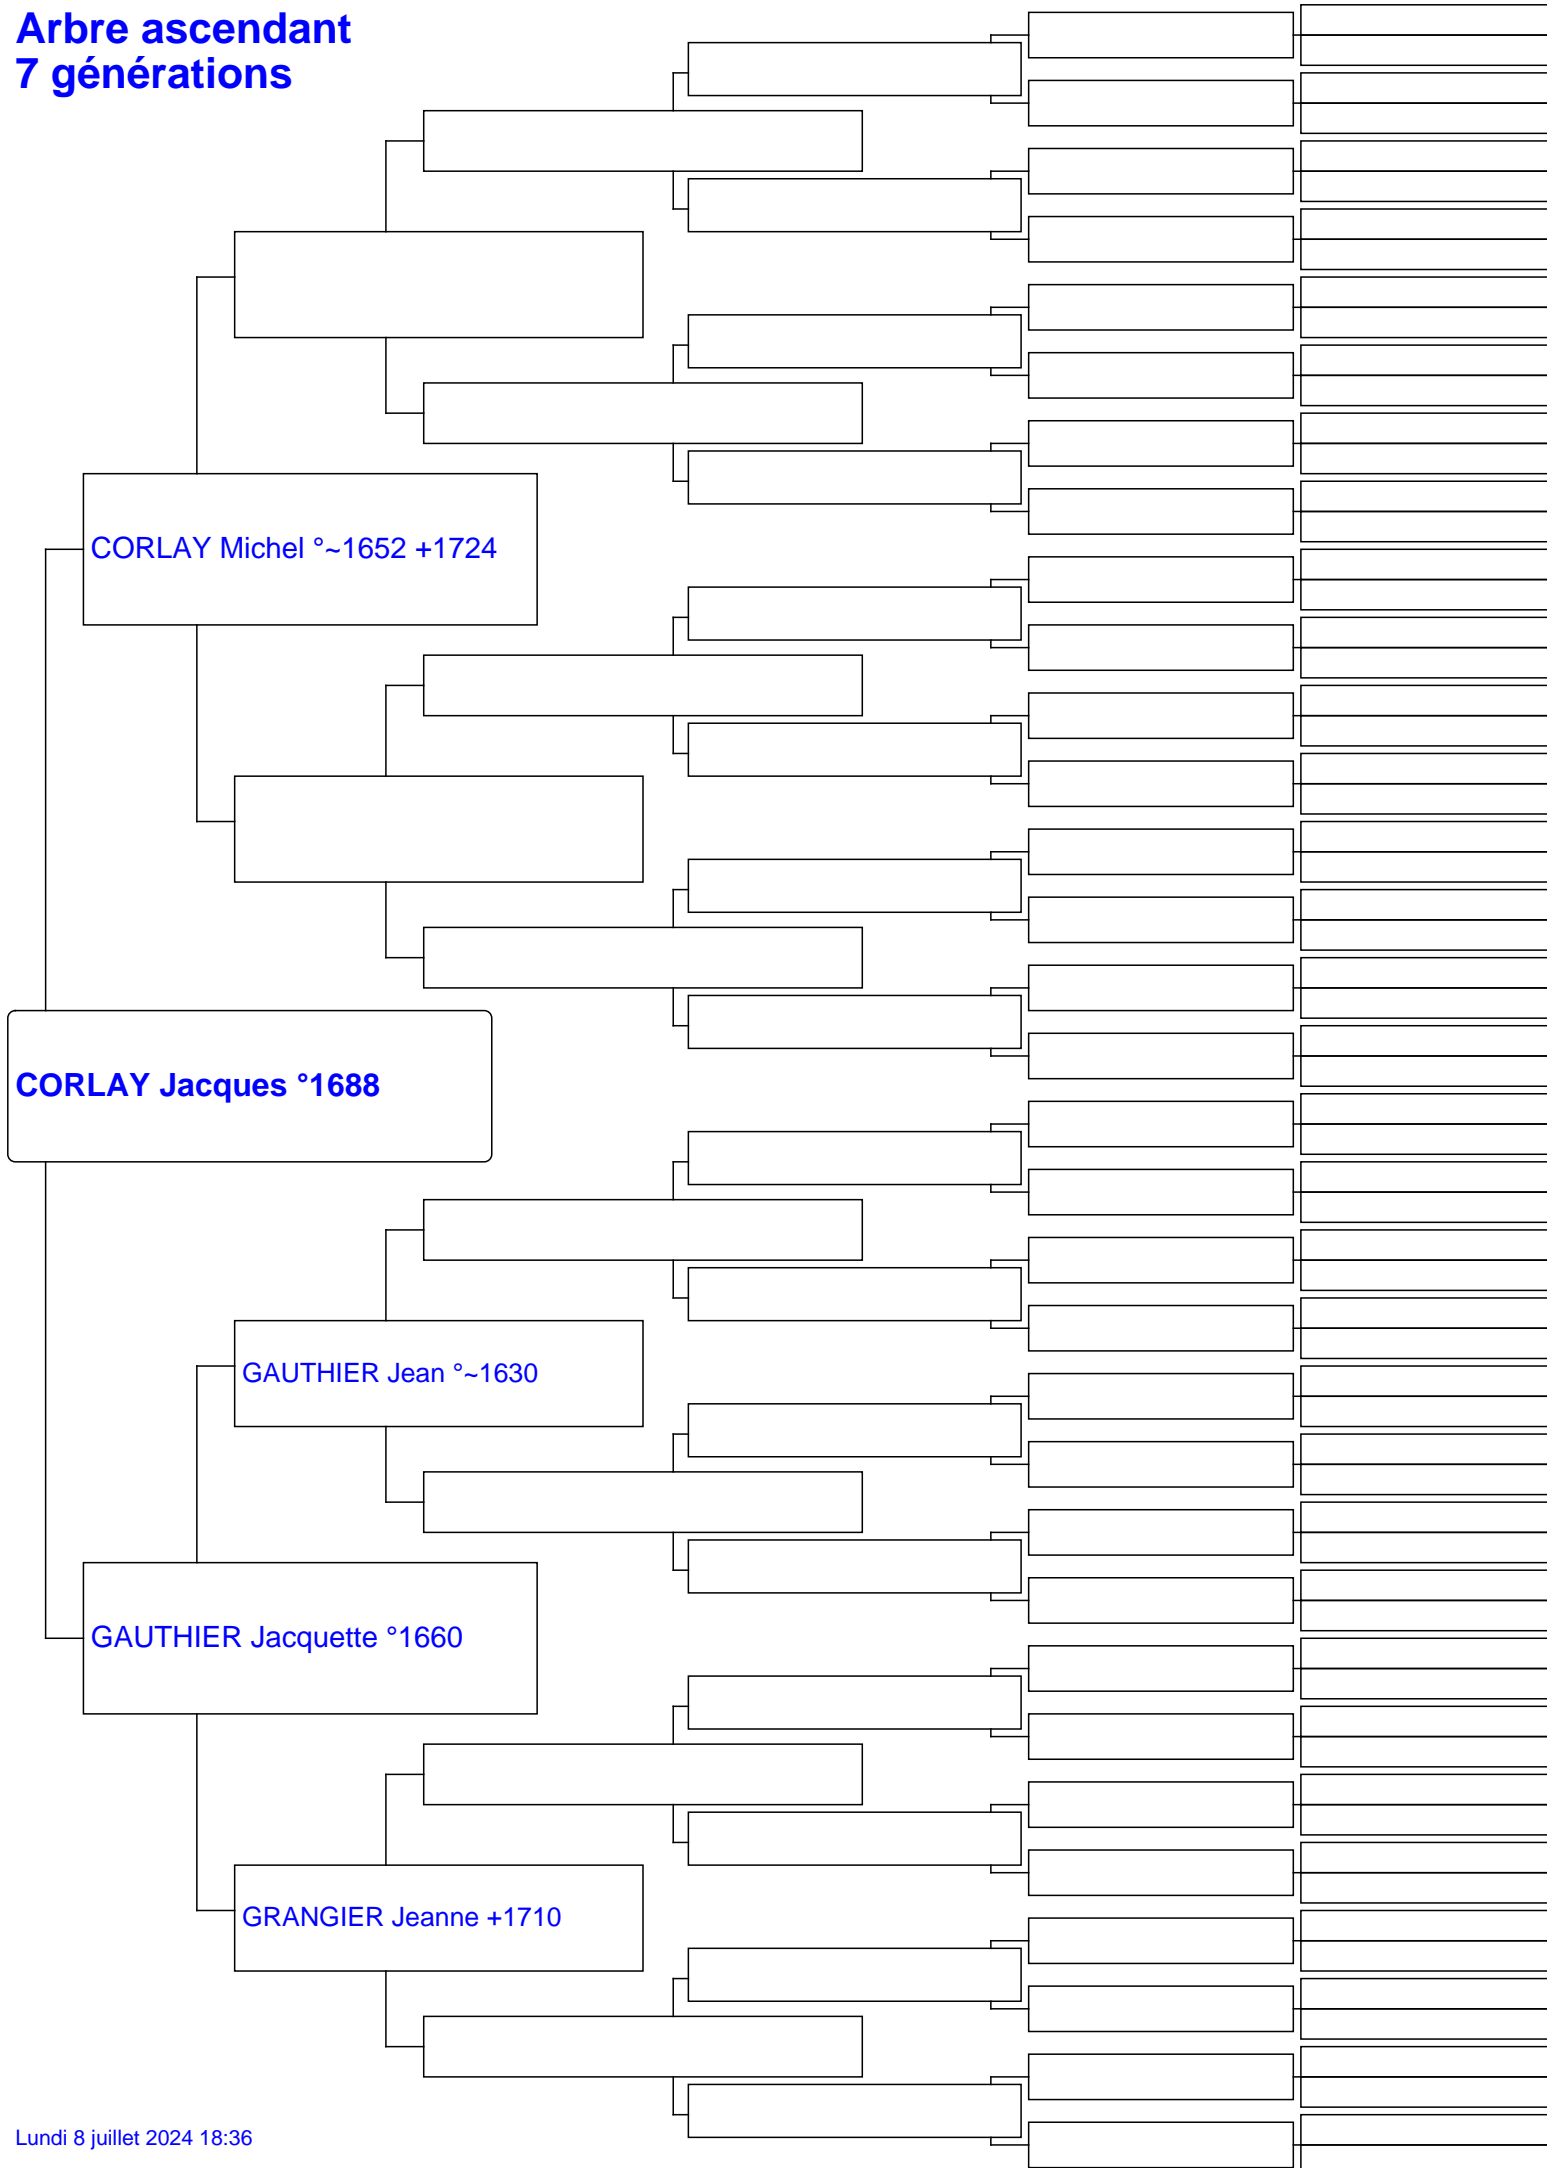 Arbre ascendant
7 générations
CORLAY Michel °~1652 +1724
CORLAY Jacques °1688
GAUTHIER Jean °~1630
GAUTHIER Jacquette °1660
GRANGIER Jeanne +1710
Lundi 8 juillet 2024 18:36